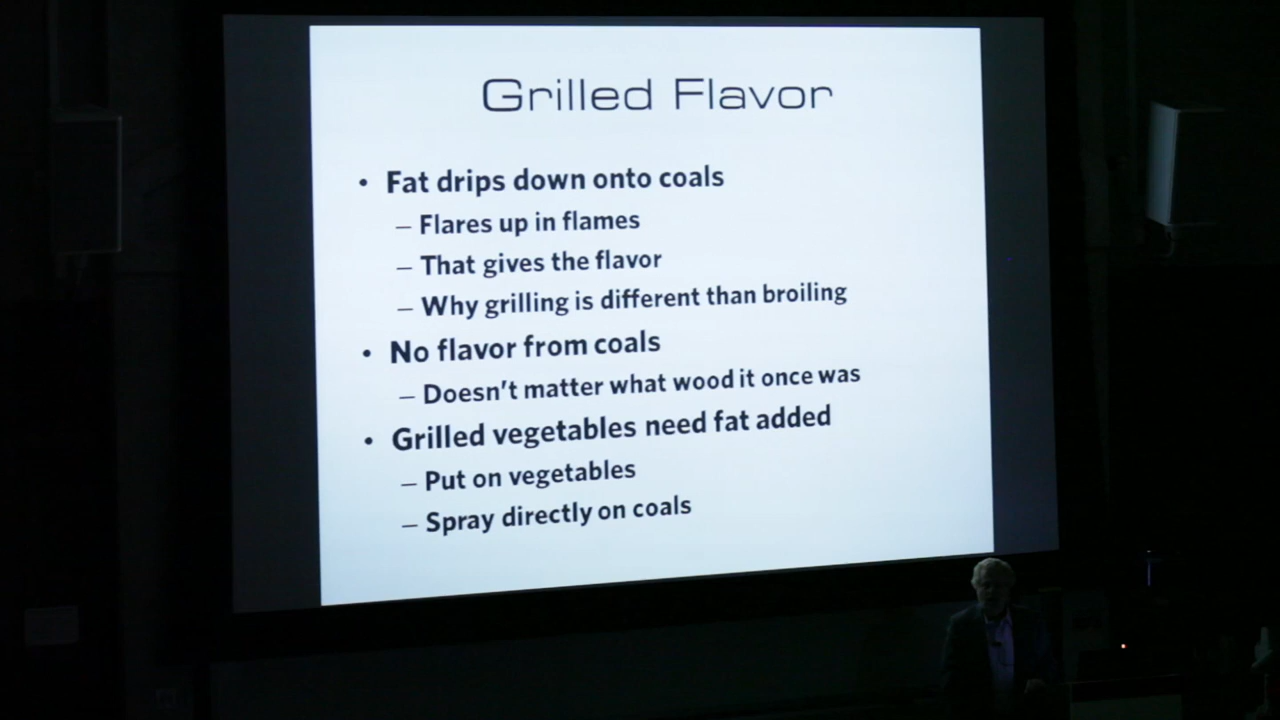 Grilled Flavor
• Fat drips down onto coals
– Flares up in flames
– That gives the flavor
– Why grilling is different than broiling
• No flavor from coals
– Doesn't matter what wood it once was
• Grilled vegetables need fat added
– Put on vegetables
– Spray directly on coals